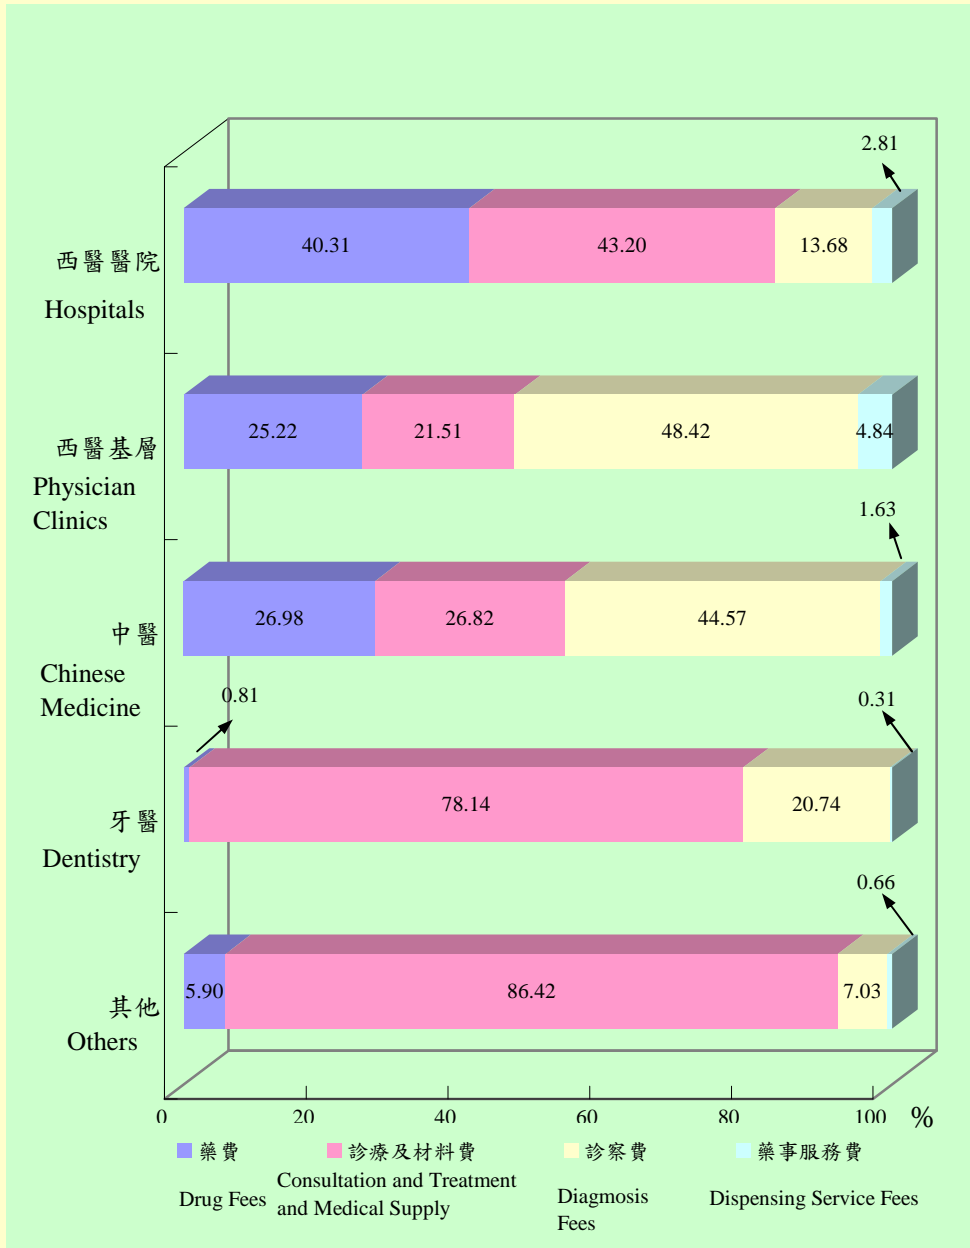 2.81
40.31
43.20
13.68
西醫醫院
Hospitals
25.22
21.51
48.42
4.84
西醫基層
Physician
Clinics
1.63
26.98
26.82
44.57
中醫
Chinese
Medicine
0.81
0.31
78.14
20.74
牙醫
Dentistry
0.66
5.90
86.42
7.03
其他
Others
0 20 40 60 80 100 %
藥費
Drug Fees
診療及材料費
Consultation and Treatment
and Medical Supply
診察費
Diagnosis
Fees
藥事服務費
Dispensing Service Fees